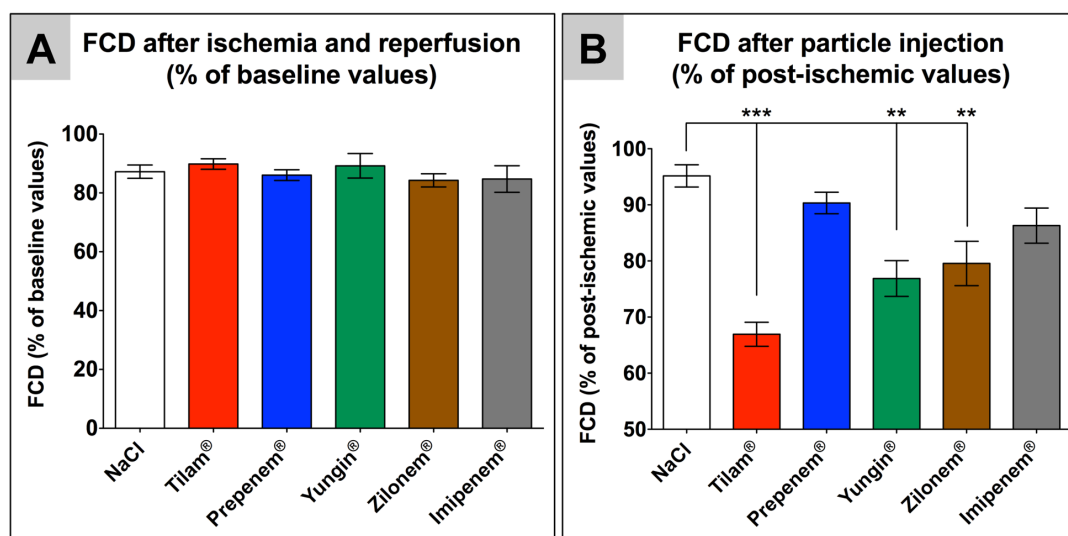 A
FCD after ischemia and reperfusion
(% of baseline values)
FCD (% of baseline values)
100
80
60
40
20
0
NaCl
Tilam®
Prepenem®
Yungin®
Zilonem®
Imipenem®
B
FCD after particle injection
(% of post-ischemic values)
*** ** **
FCD (% of post-ischemic values)
100
90
80
70
60
50
NaCl
Tilam®
Prepenem®
Yungin®
Zilonem®
Imipenem®